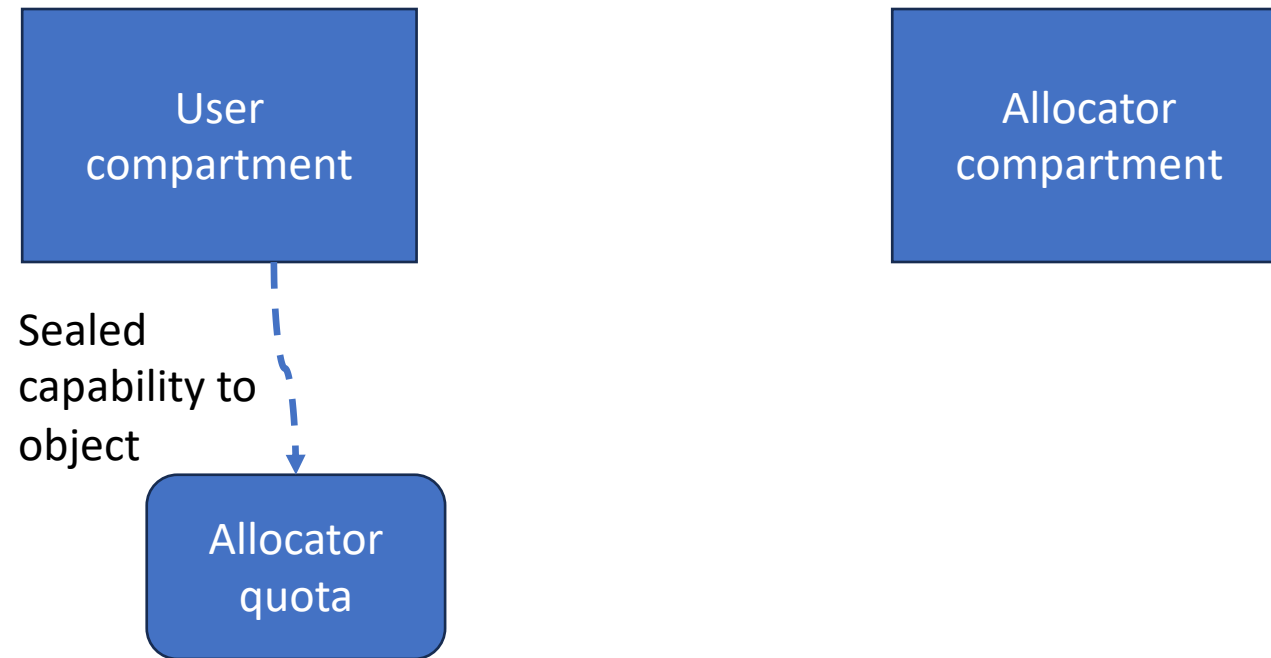 User
compartment
Allocator
compartment
Sealed
capability to
object
Allocator
quota